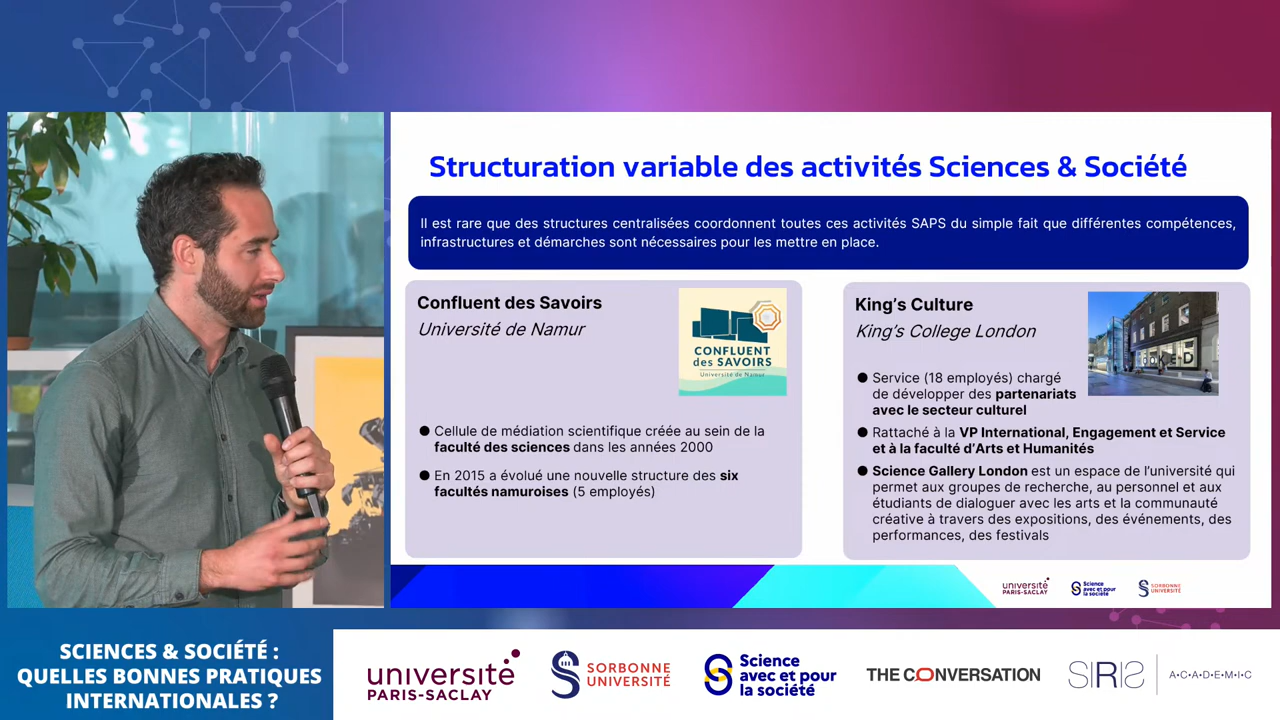 Structuration variable des activités Sciences & Société
Il est rare que des structures centralisées coordonnent toutes ces activités SAPS du simple fait que différentes compétences,
infrastructures et démarches sont nécessaires pour les mettre en place.
Confluent des Savoirs
Université de Namur
CONFLUENT
des SAVOIRS
Université de Namur
● Cellule de médiation scientifique créée au sein de la
faculté des sciences dans les années 2000
● En 2015 a évolué une nouvelle structure des six
facultés namuroises (5 employés)
King's Culture
King's College London
● Service (18 employés) chargé
de développer des partenariats
avec le secteur culturel
● Rattaché à la VP International, Engagement et Service
et à la faculté d'Arts et Humanités
● Science Gallery London est un espace de l'université qui
permet aux groupes de recherche, au personnel et aux
étudiants de dialoguer avec les arts et la communauté
créative à travers des expositions, des événements, des
performances, des festivals
université
PARIS-SACLAY
Science
avec et pour
la société
SORBONNE
UNIVERSITÉ
SCIENCES & SOCIÉTÉ :
QUELLES BONNES PRATIQUES
INTERNATIONALES ?
université
PARIS-SACLAY
SORBONNE
UNIVERSITÉ
Science
avec et pour
la société
THE CONVERSATION
SIRIS
A·C·A·D·E·M·I·C